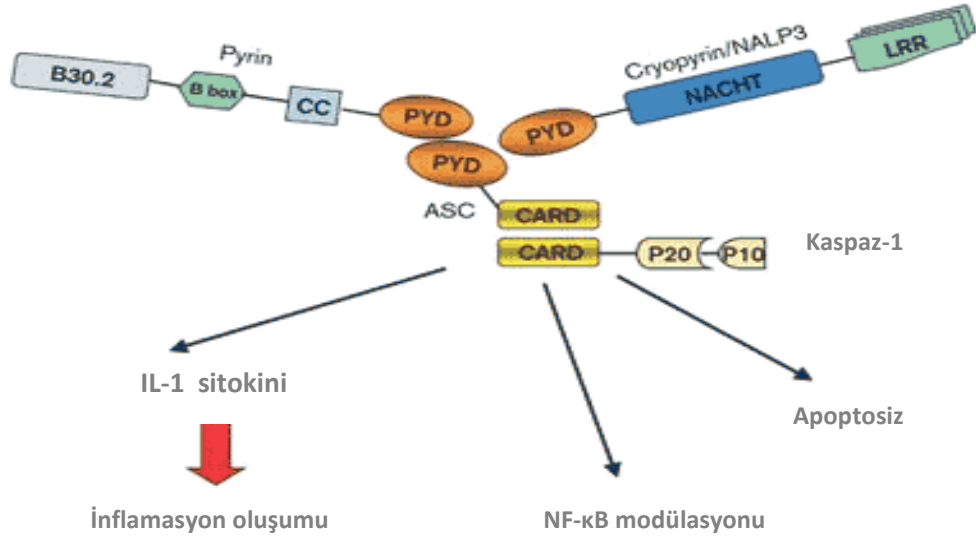 Pyrin
Cryopyrin/NALP3
B30.2
B box
CC
PYD
PYD
NACHT
LRR
PYD
ASC
CARD
CARD
P20
P10
Kaspaz-1
IL-1 sitokini
Apoptosiz
İnflamasyon oluşumu
NF-κB modülasyonu